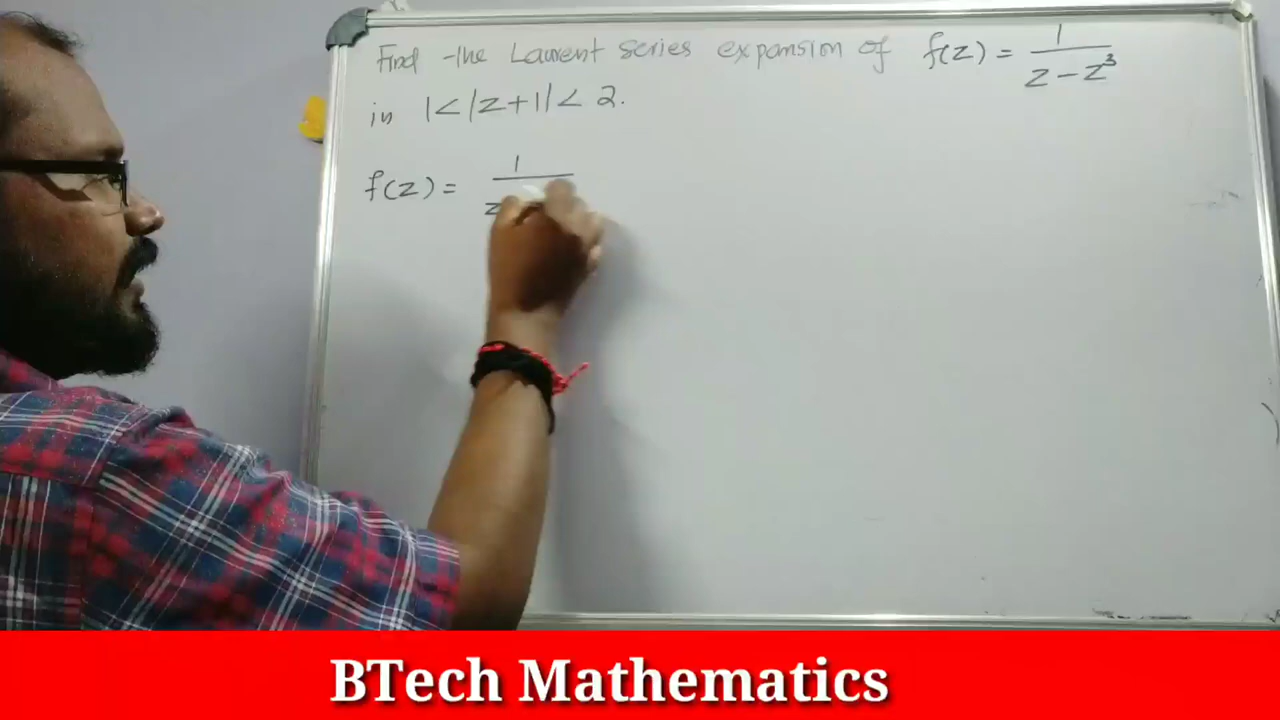 Find the Laurent series expansion of f(z) = 1/(z - z³)
in 1 < |z+1| < 2.
f(z) = 1/z
BTech Mathematics